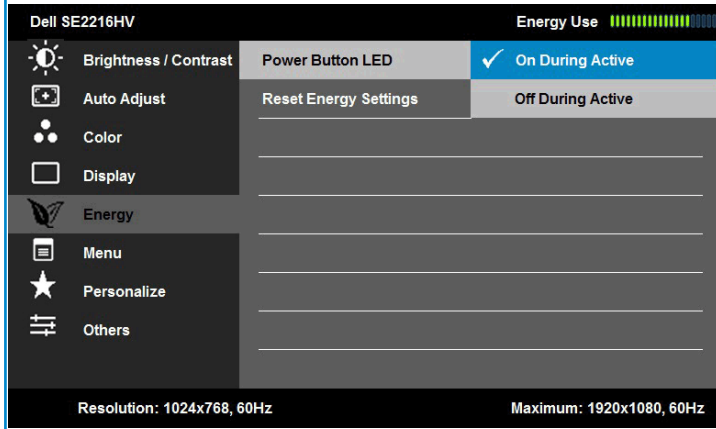 Dell SE2216HV Energy Use
Brightness / Contrast Power Button LED On During Active
Auto Adjust Reset Energy Settings Off During Active
Color
Display
Energy
Menu
Personalize
Others
Resolution: 1024x768, 60Hz Maximum: 1920x1080, 60Hz